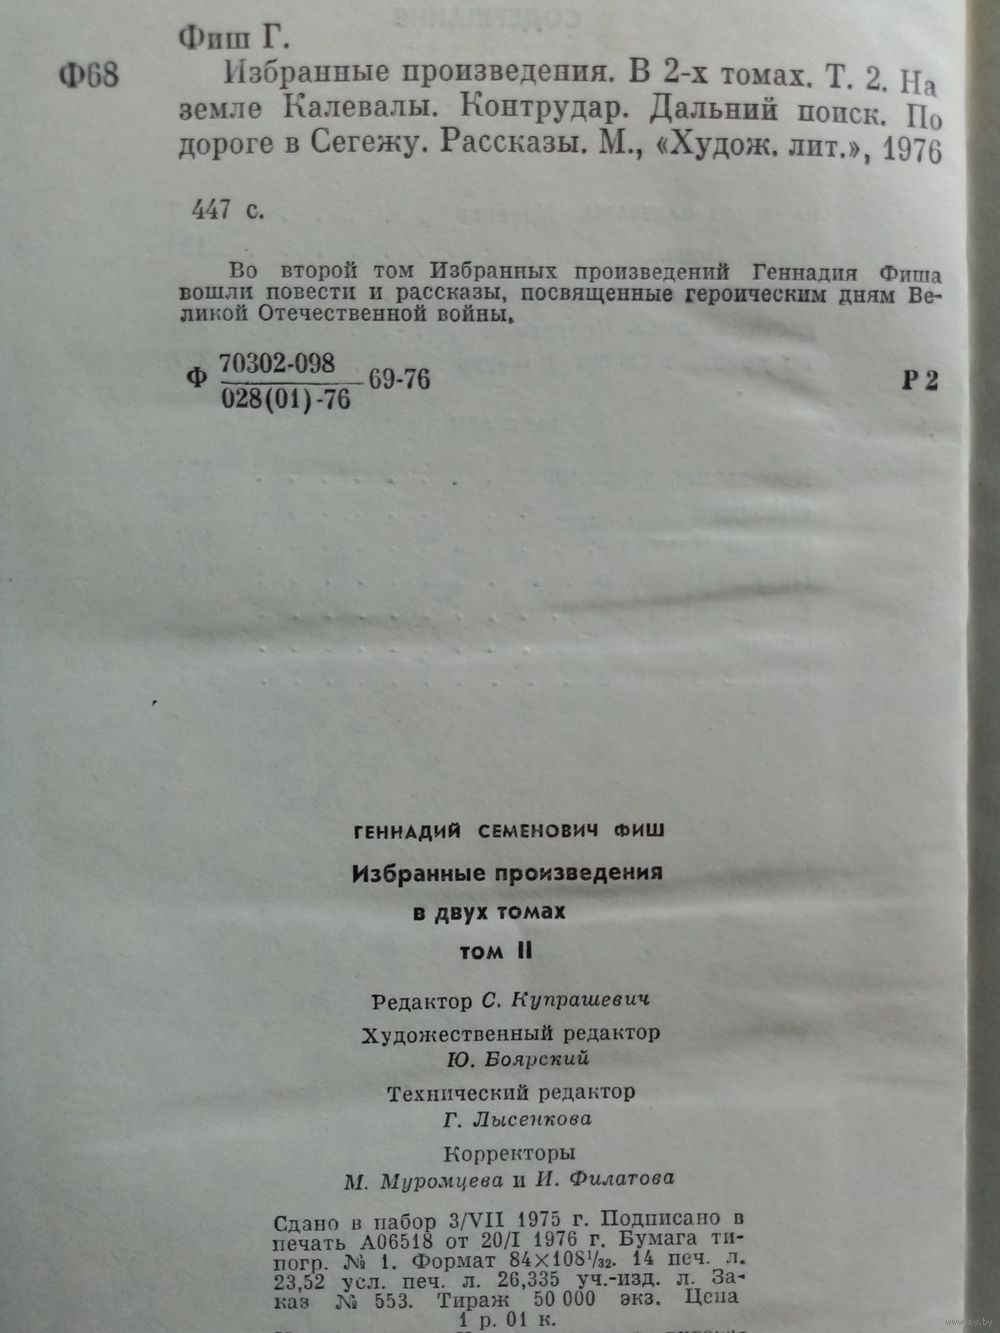 Фиш Г.
Ф68
Избранные произведения. В 2-х томах. Т. 2. На
земле Калевалы. Контрудар. Дальний поиск. По
дороге в Сегежу. Рассказы. М., «Худож. лит.», 1976
447 с.
Во второй том Избранных произведений Геннадия Фиша
вошли повести и рассказы, посвященные героическим дням Ве-
ликой Отечественной войны.
Ф 70302-098 69-76
028(01)-76
Р 2
ГЕННАДИЙ СЕМЕНОВИЧ ФИШ
Избранные произведения
в двух томах
том II
Редактор С. Купрашевич
Художественный редактор
Ю. Боярский
Технический редактор
Г. Лысенкова
Корректоры
М. Муромцева и И. Филатова
Сдано в набор 3/VII 1975 г. Подписано в
печать А06518 от 20/I 1976 г. Бумага ти-
погр. № 1. Формат 84×108¹/₃₂. 14 печ. л.
23,52 усл. печ. л. 26,335 уч.-изд. л. За-
каз № 553. Тираж 50 000 экз. Цена
1 р. 01 к.
www.ay.by